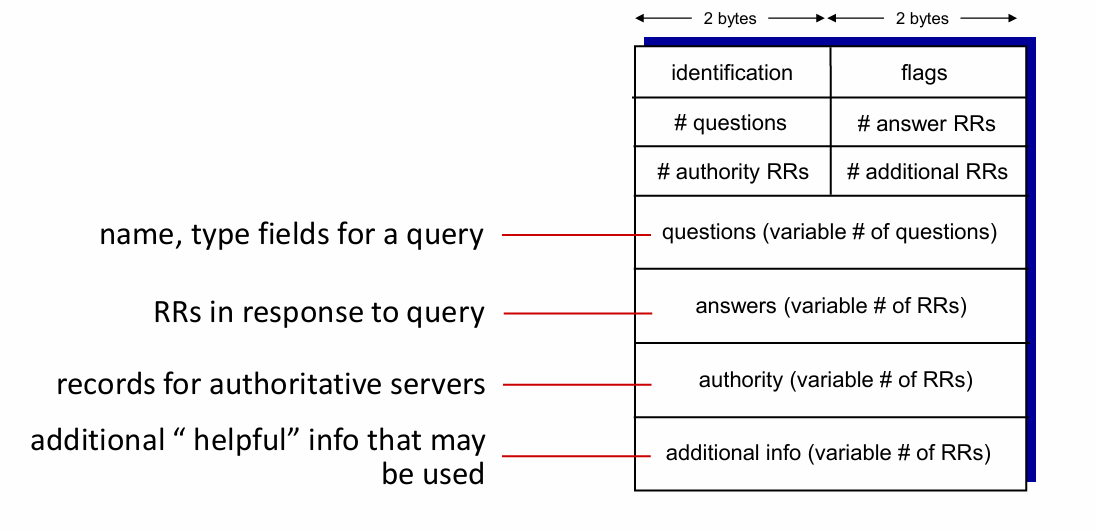 2 bytes 2 bytes
identification flags
# questions # answer RRs
# authority RRs # additional RRs
name, type fields for a query questions (variable # of questions)
RRs in response to query answers (variable # of RRs)
records for authoritative servers authority (variable # of RRs)
additional “ helpful” info that may
be used
additional info (variable # of RRs)